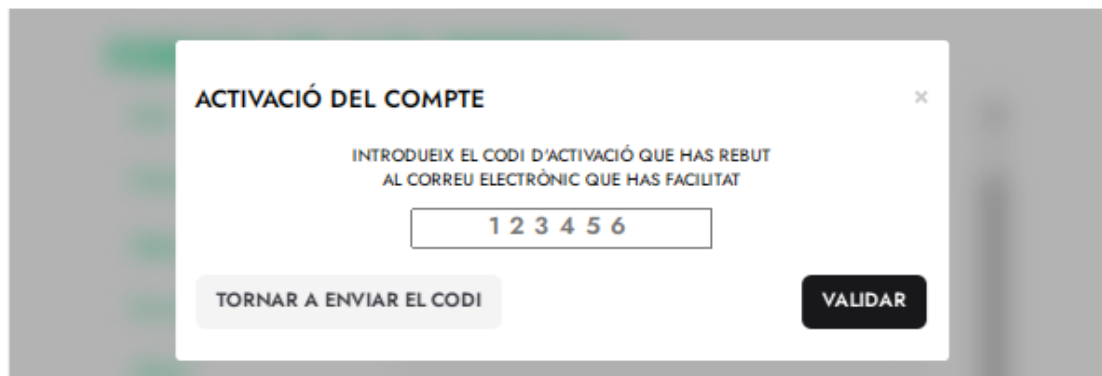 ACTIVACIÓ DEL COMPTE
×
INTRODUEIX EL CODI D'ACTIVACIÓ QUE HAS REBUT
AL CORREU ELECTRÒNIC QUE HAS FACILITAT
1 2 3 4 5 6
TORNAR A ENVIAR EL CODI
VALIDAR